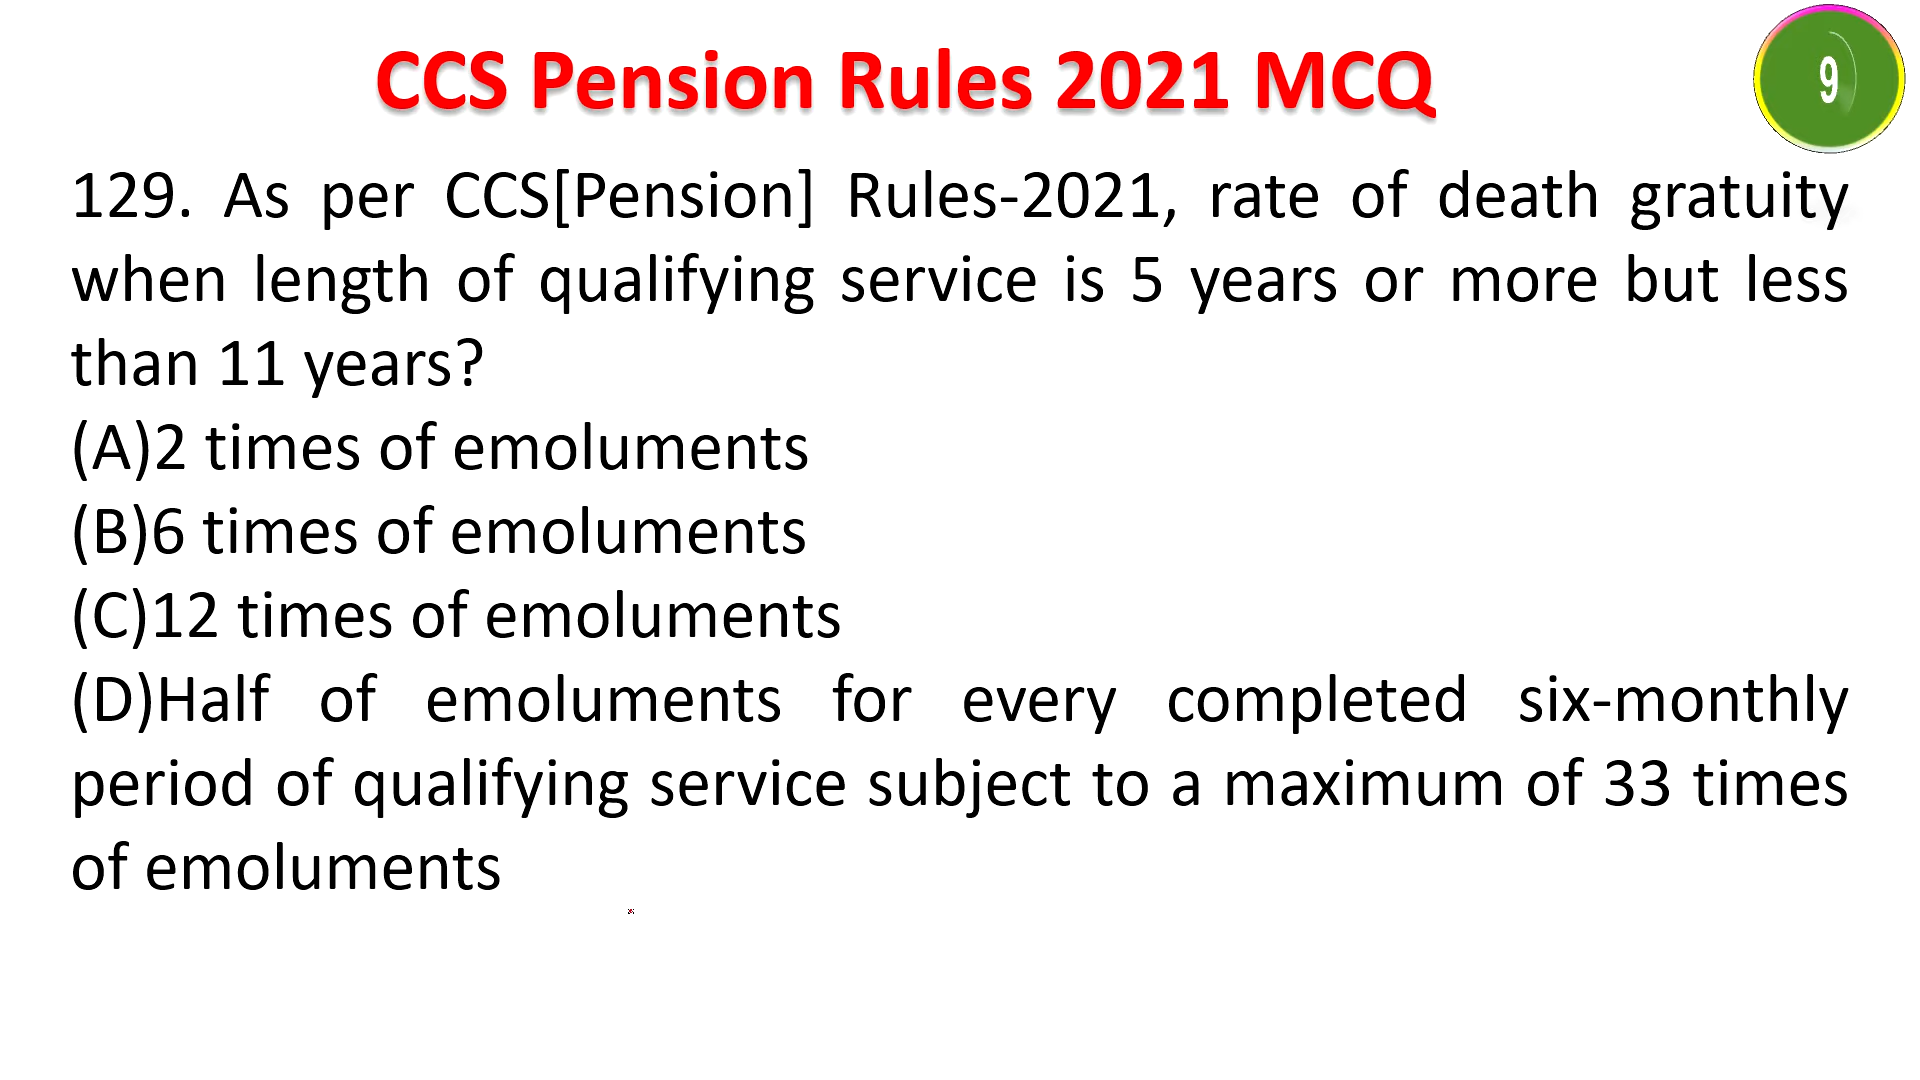 CCS Pension Rules 2021 MCQ
9
129. As per CCS[Pension] Rules-2021, rate of death gratuity
when length of qualifying service is 5 years or more but less
than 11 years?
(A)2 times of emoluments
(B)6 times of emoluments
(C)12 times of emoluments
(D)Half of emoluments for every completed six-monthly
period of qualifying service subject to a maximum of 33 times
of emoluments